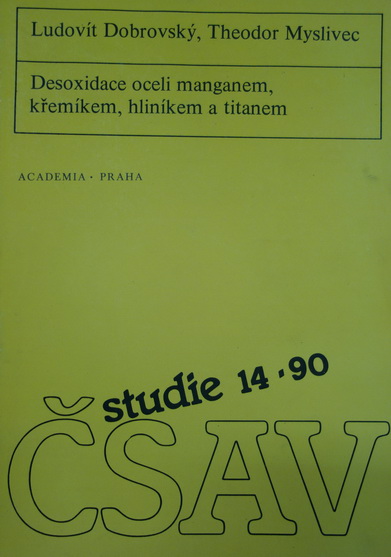 Ludovít Dobrovský, Theodor Myslivec
Desoxidace oceli manganem,
křemíkem, hliníkem a titanem
ACADEMIA · PRAHA
studie 14·90
ČSAV